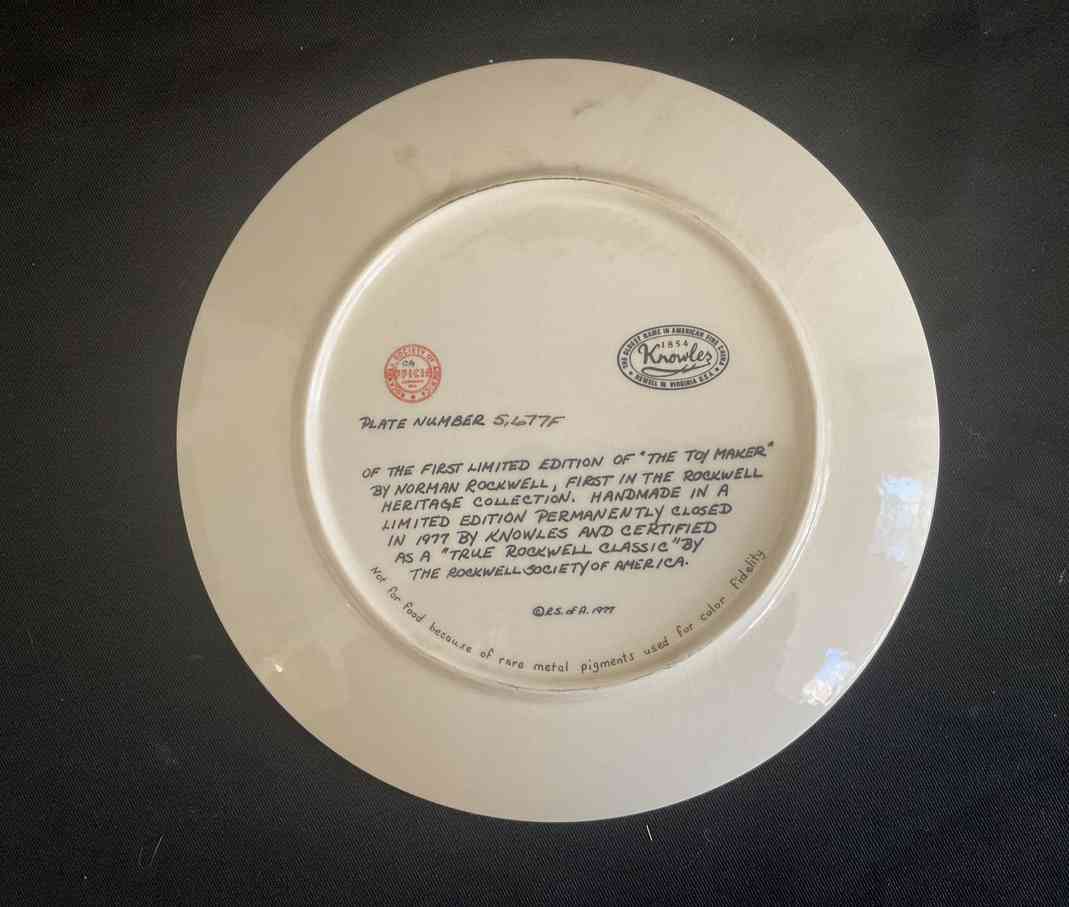 SOCIETY OF
THE OLDEST NAME IN AMERICAN FINE CHINA
1854
Knowles
NEWELL W. VIRGINIA U.S.A.
PLATE NUMBER 5,677F
OF THE FIRST LIMITED EDITION OF "THE TOY MAKER"
BY NORMAN ROCKWELL, FIRST IN THE ROCKWELL
HERITAGE COLLECTION. HANDMADE IN A
LIMITED EDITION PERMANENTLY CLOSED
IN 1977 BY KNOWLES AND CERTIFIED
AS A "TRUE ROCKWELL CLASSIC" BY
THE ROCKWELL SOCIETY OF AMERICA.
©R.S. of A. 1977
Not for food because of rare metal pigments used for color fidelity